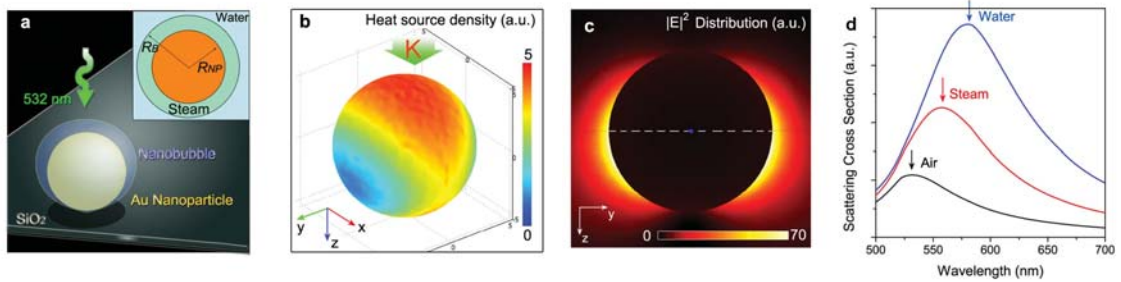 a
Water
R_B
R_NP
Steam
532 nm
Nanobubble
Au Nanoparticle
SiO₂
b
Heat source density (a.u.)
K
5
0
y
x
z
c
|E|² Distribution (a.u.)
y
z
0
70
d
Scattering Cross Section (a.u.)
Water
Steam
Air
500 550 600 650 700
Wavelength (nm)